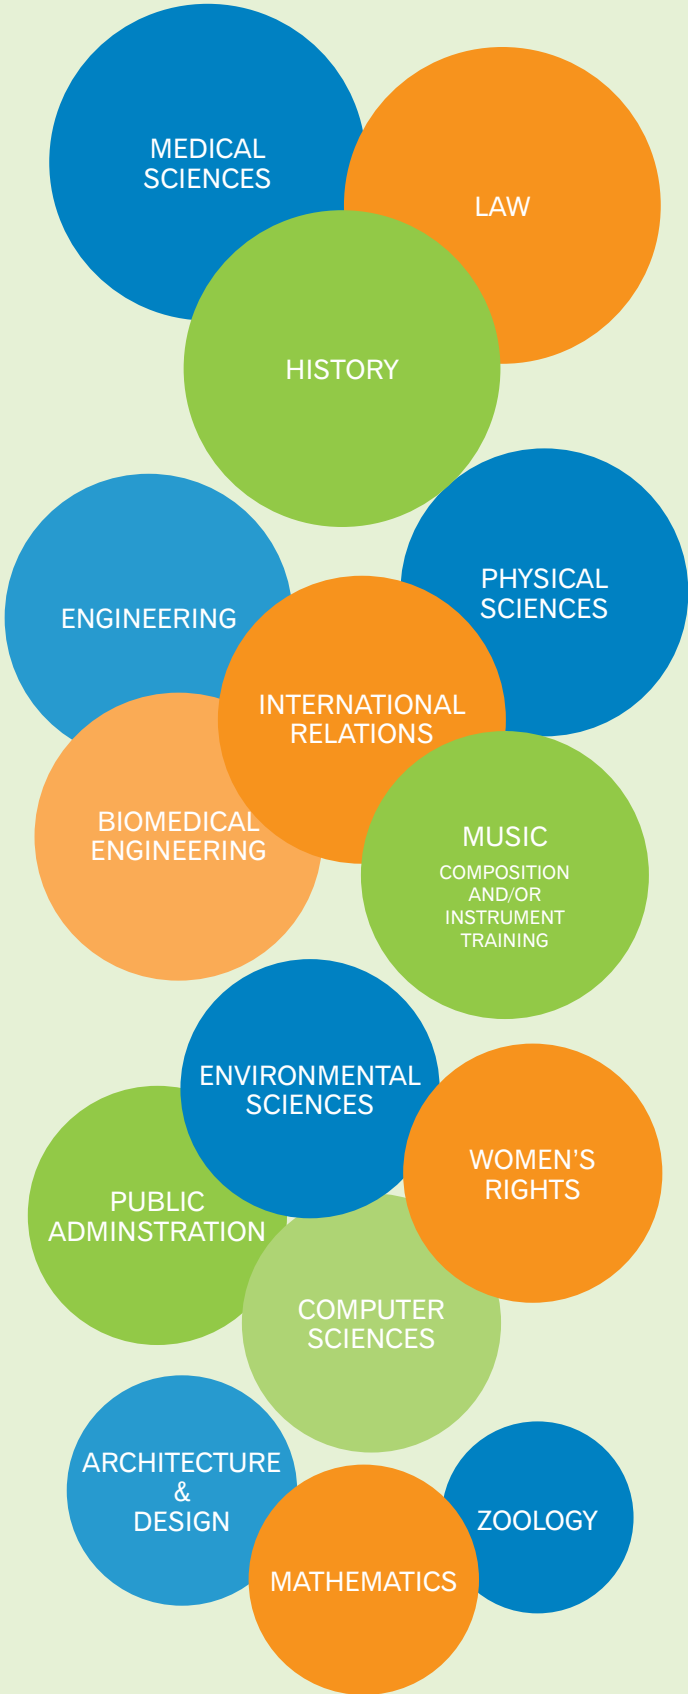 MEDICAL
SCIENCES
LAW
HISTORY
PHYSICAL
SCIENCES
ENGINEERING
INTERNATIONAL
RELATIONS
BIOMEDICAL
ENGINEERING
MUSIC
COMPOSITION
AND/OR
INSTRUMENT
TRAINING
ENVIRONMENTAL
SCIENCES
WOMEN'S
RIGHTS
PUBLIC
ADMINSTRATION
COMPUTER
SCIENCES
ARCHITECTURE
&
DESIGN
ZOOLOGY
MATHEMATICS